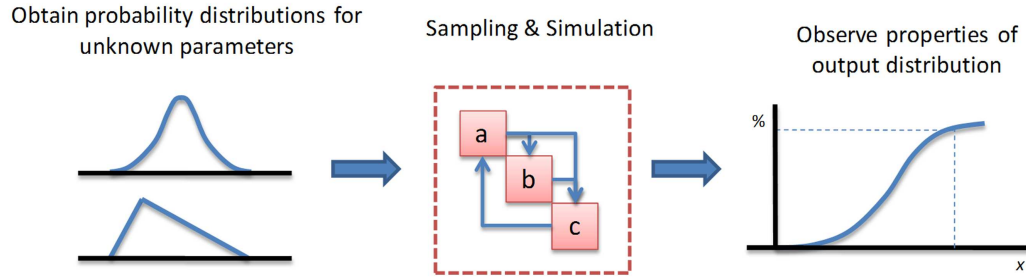 Obtain probability distributions for
unknown parameters
Sampling & Simulation
Observe properties of
output distribution
a
b
c
%
x